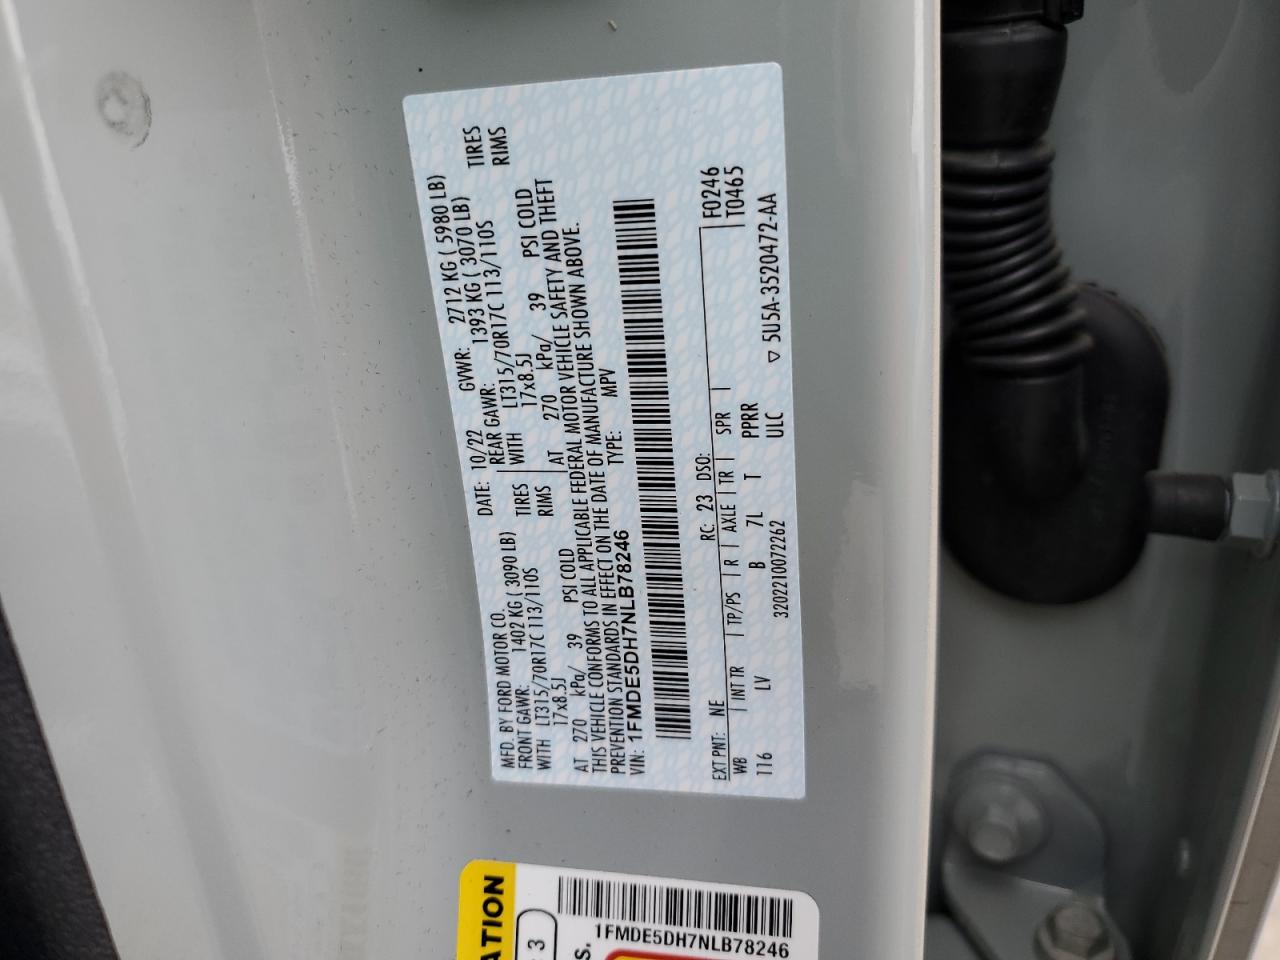 MFD. BY FORD MOTOR CO.
DATE: 10/22 GVWR: 2712 KG ( 5980 LB)
FRONT GAWR: 1402 KG ( 3090 LB) REAR GAWR: 1393 KG ( 3070 LB)
WITH LT315/70R17C 113/110S TIRES WITH LT315/70R17C 113/110S TIRES
17x8.5J RIMS 17x8.5J RIMS
AT 270 kPa/ 39 PSI COLD AT 270 kPa/ 39 PSI COLD
THIS VEHICLE CONFORMS TO ALL APPLICABLE FEDERAL MOTOR VEHICLE SAFETY AND THEFT
PREVENTION STANDARDS IN EFFECT ON THE DATE OF MANUFACTURE SHOWN ABOVE.
VIN: 1FMDE5DH7NLB78246 TYPE: MPV
F0246
T0465
EXT PNT: NE RC: 23 DSO:
WB | INT TR | TP/PS | R | AXLE | TR | SPR |
116 LV B 7L T PPRR
ULC
3202210072262 ▽ 5U5A-3520472-AA
ATION
3
S.
1FMDE5DH7NLB78246